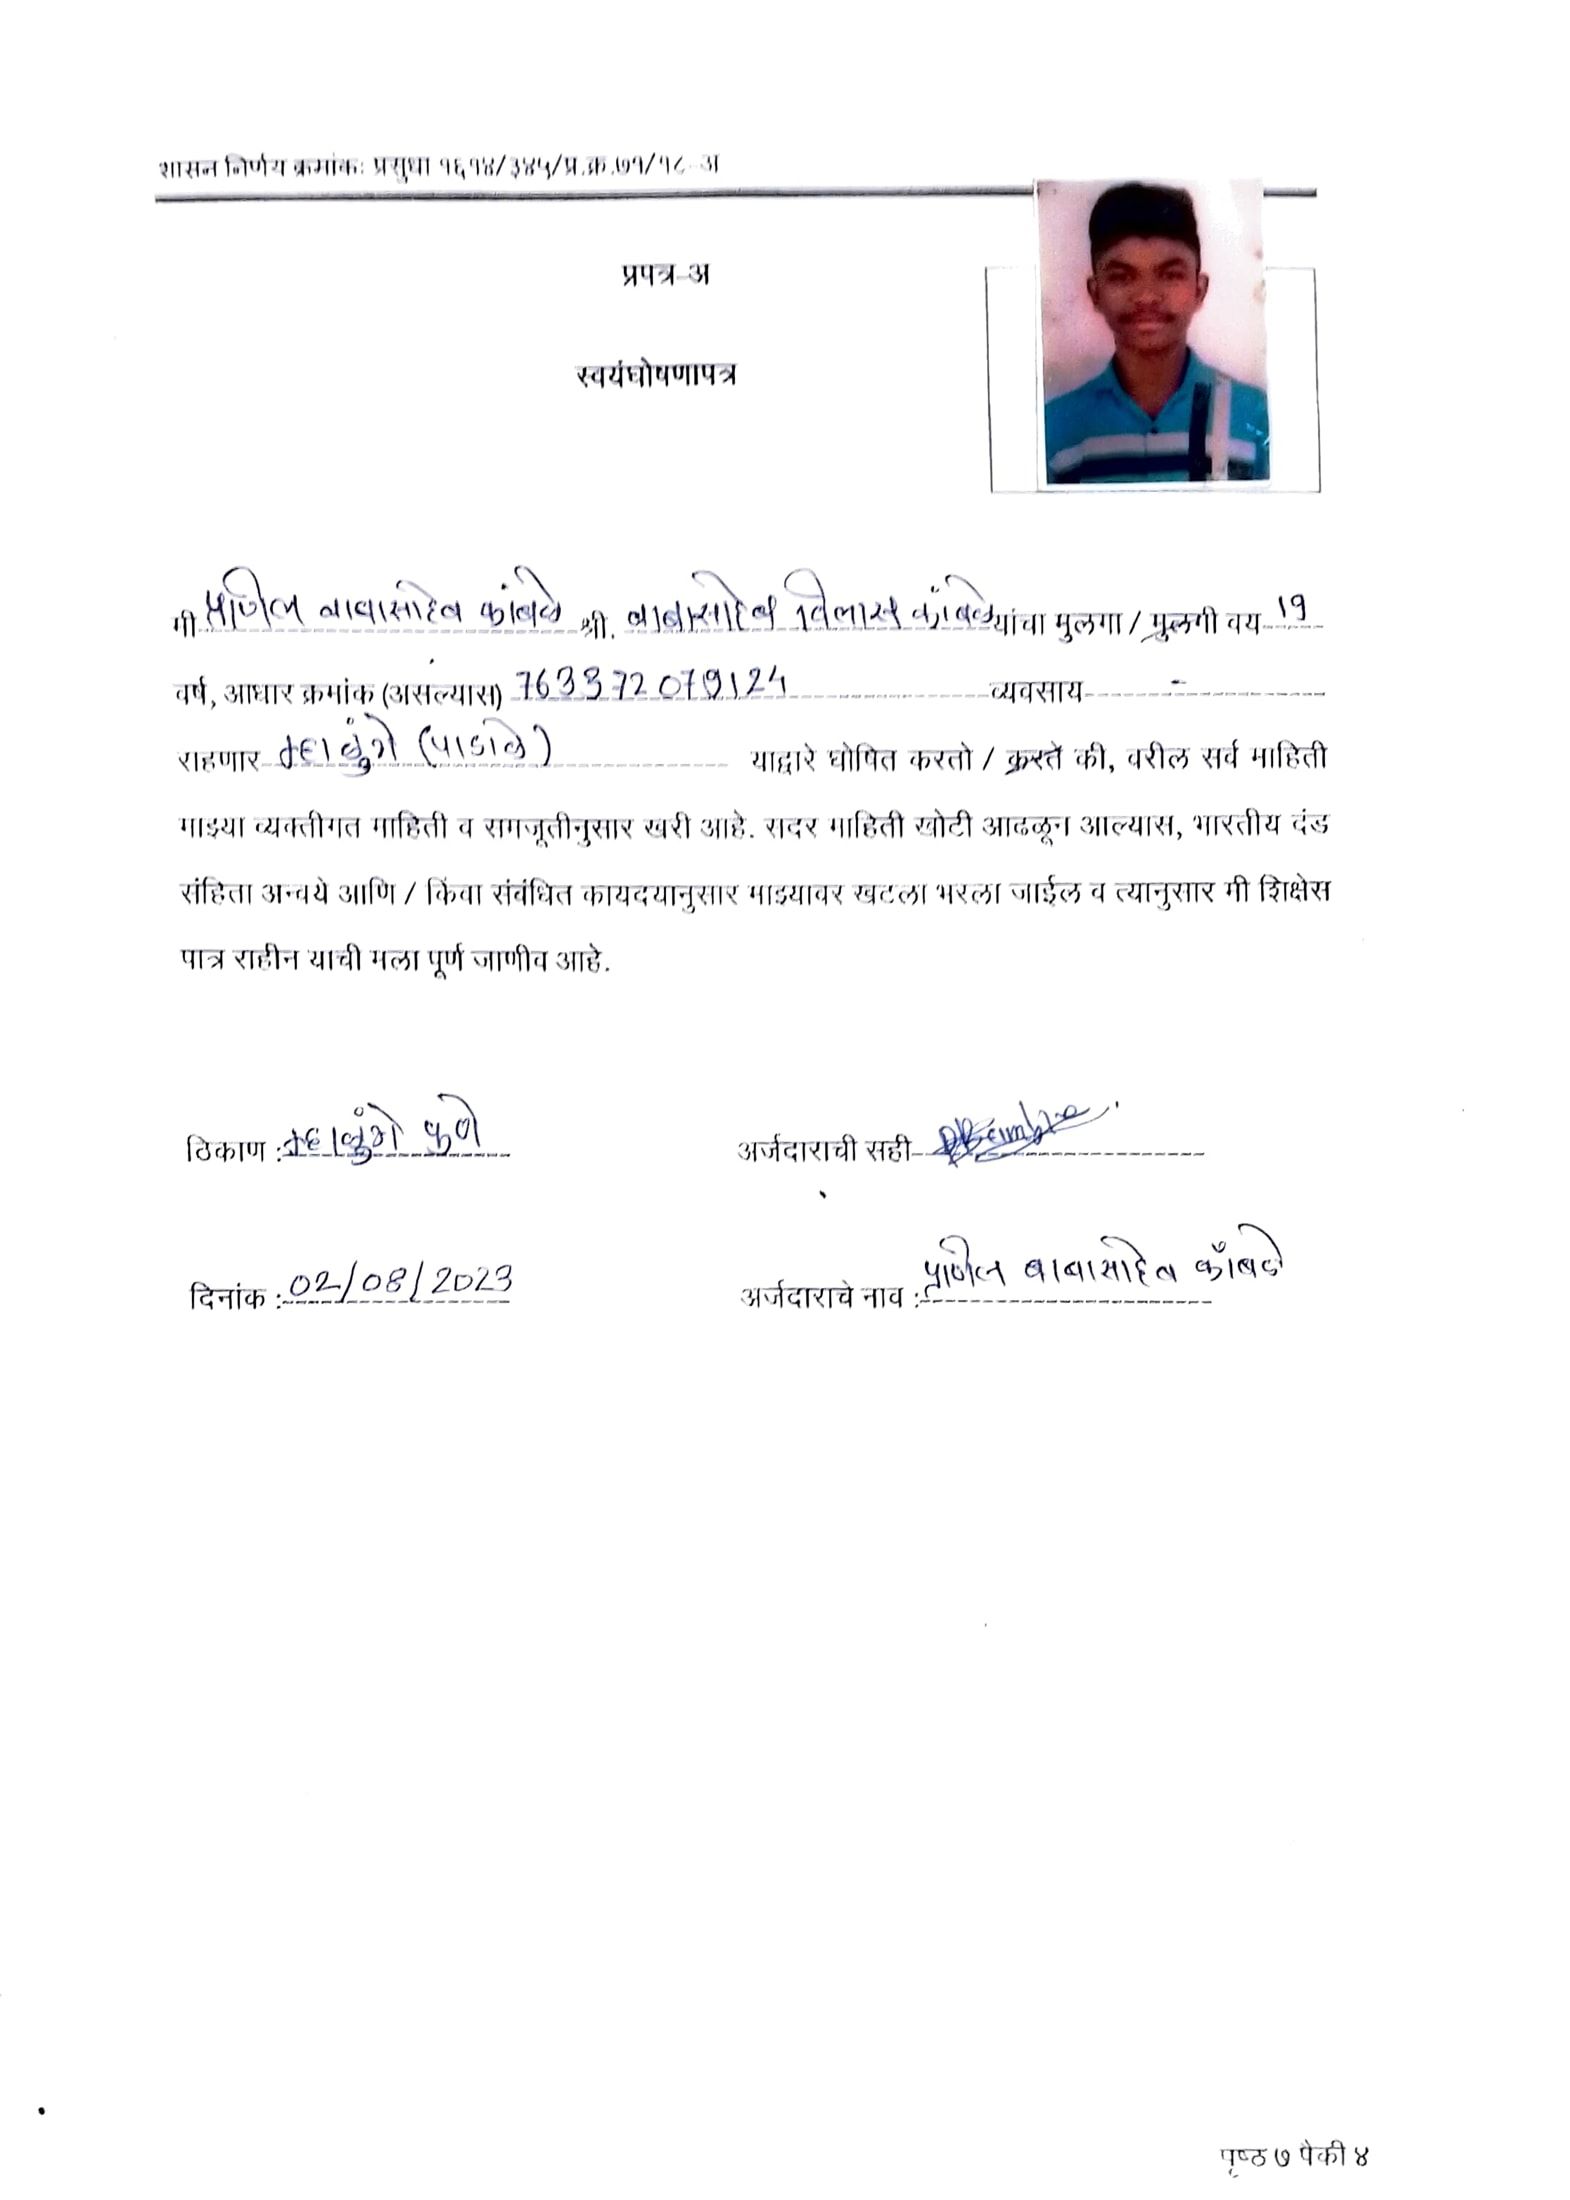 शासन निर्णय क्रमांकः प्रसुधा १६१४/३४५/प्र.क्र.७१/१८-अ
प्रपत्र-अ
स्वयंघोषणापत्र
मी प्रणिल बाबासाहेब कांबळे श्री. बाबासाहेब विलास कांबळे यांचा मुलगा / मुलगी वय 19
वर्ष, आधार क्रमांक (असल्यास) 763372079124 व्यवसाय -
राहणार म्हाळुंगे (पाडाळे) याद्वारे घोषित करतो / करते की, वरील सर्व माहिती
माझ्या व्यक्तीगत माहिती व समजूतीनुसार खरी आहे. सदर माहिती खोटी आढळून आल्यास, भारतीय दंड
संहिता अन्वये आणि / किंवा संबंधित कायदयानुसार माझ्यावर खटला भरला जाईल व त्यानुसार मी शिक्षेस
पात्र राहीन याची मला पूर्ण जाणीव आहे.
ठिकाण : म्हाळुंगे पुणे अर्जदाराची सही
दिनांक : 02/08/2023 अर्जदाराचे नाव : प्रणिल बाबासाहेब कांबळे
पृष्ठ ७ पैकी ४